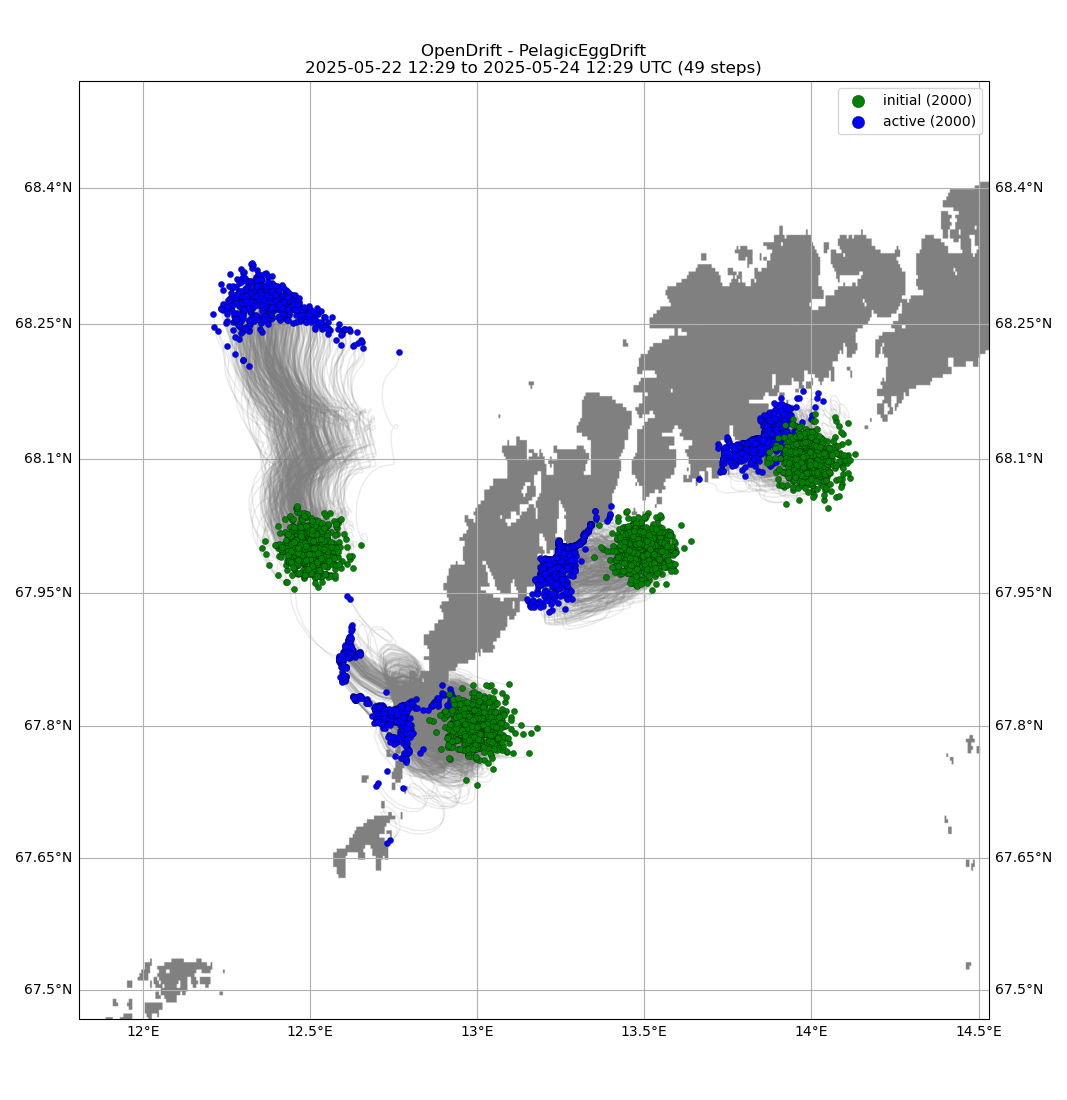 OpenDrift - PelagicEggDrift
2025-05-22 12:29 to 2025-05-24 12:29 UTC (49 steps)
initial (2000)
active (2000)
68.4°N
68.4°N
68.25°N
68.25°N
68.1°N
68.1°N
67.95°N
67.95°N
67.8°N
67.8°N
67.65°N
67.65°N
67.5°N
67.5°N
12°E
12.5°E
13°E
13.5°E
14°E
14.5°E